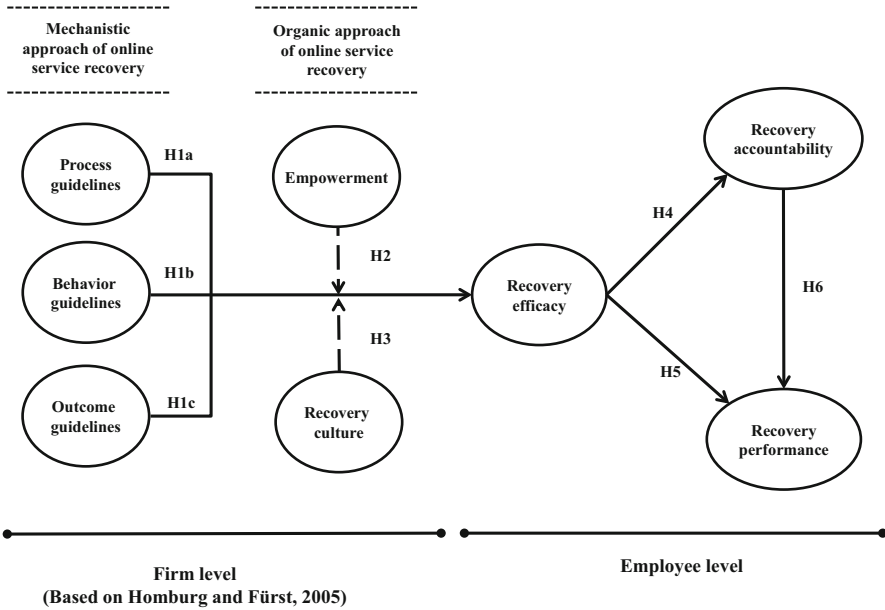 Mechanistic
approach of online
service recovery
Organic approach
of online service
recovery
Process
guidelines
H1a
Empowerment
Recovery
accountability
H4
Behavior
guidelines
H1b
H2
Recovery
efficacy
H6
H3
H5
Outcome
guidelines
H1c
Recovery
culture
Recovery
performance
Firm level
(Based on Homburg and Fürst, 2005)
Employee level